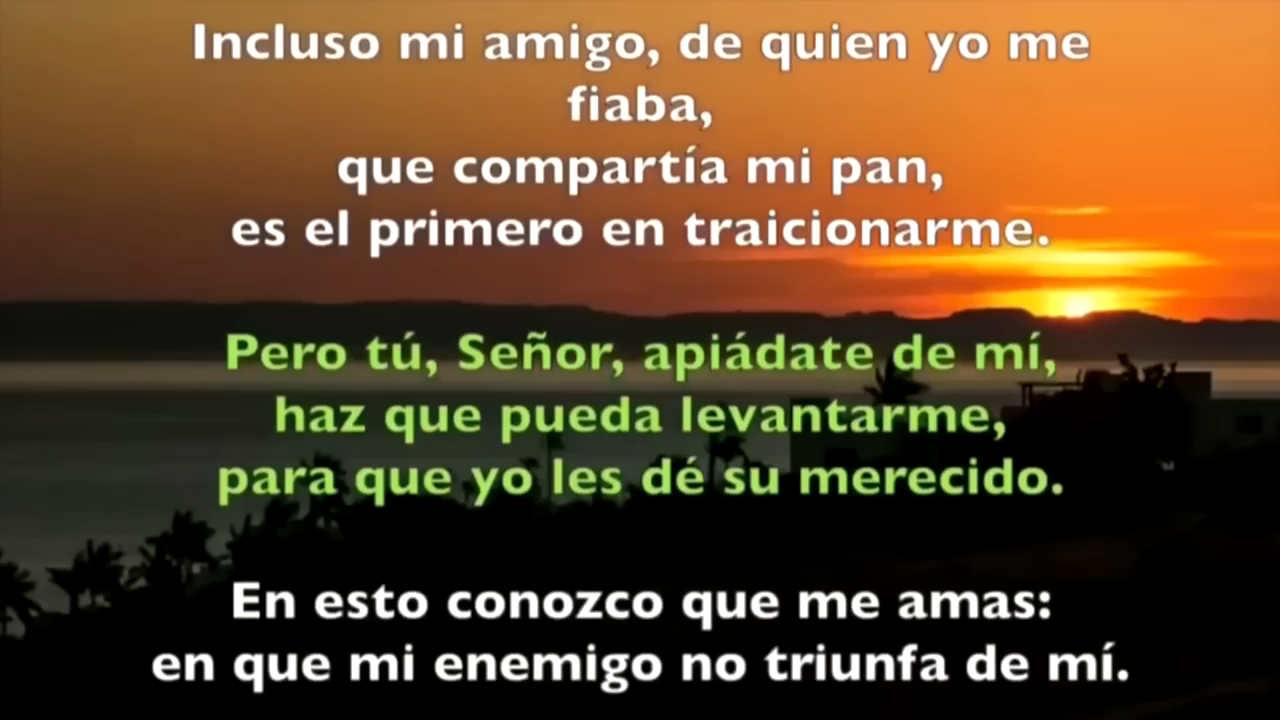 Incluso mi amigo, de quien yo me
fiaba,
que compartía mi pan,
es el primero en traicionarme.
Pero tú, Señor, apiádate de mí,
haz que pueda levantarme,
para que yo les dé su merecido.
En esto conozco que me amas:
en que mi enemigo no triunfa de mí.